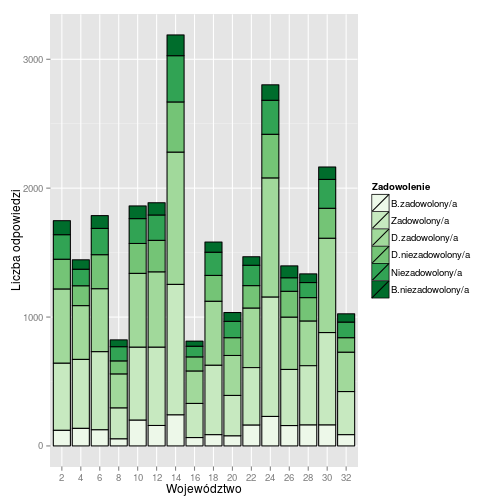 3000
2000
1000
0
Liczba odpowiedzi
2 4 6 8 10 12 14 16 18 20 22 24 26 28 30 32
Województwo
Zadowolenie
B.zadowolony/a
Zadowolony/a
D.zadowolony/a
D.niezadowolony/a
Niezadowolony/a
B.niezadowolony/a